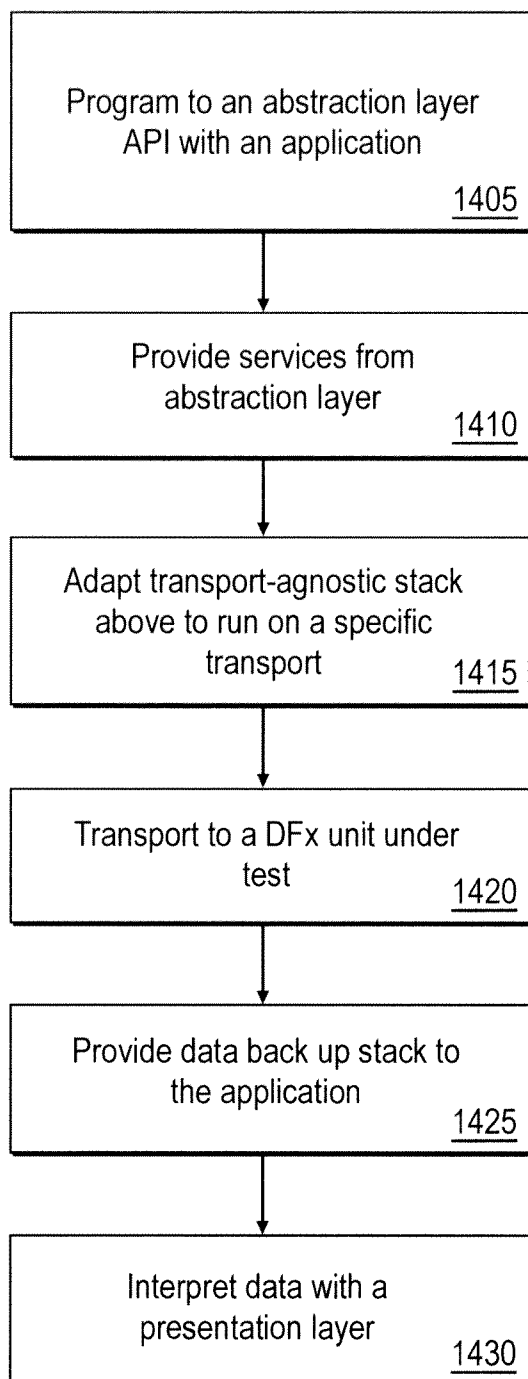 Program to an abstraction layer
API with an application
1405
Provide services from
abstraction layer
1410
Adapt transport-agnostic stack
above to run on a specific
transport
1415
Transport to a DFx unit under
test
1420
Provide data back up stack to
the application
1425
Interpret data with a
presentation layer
1430